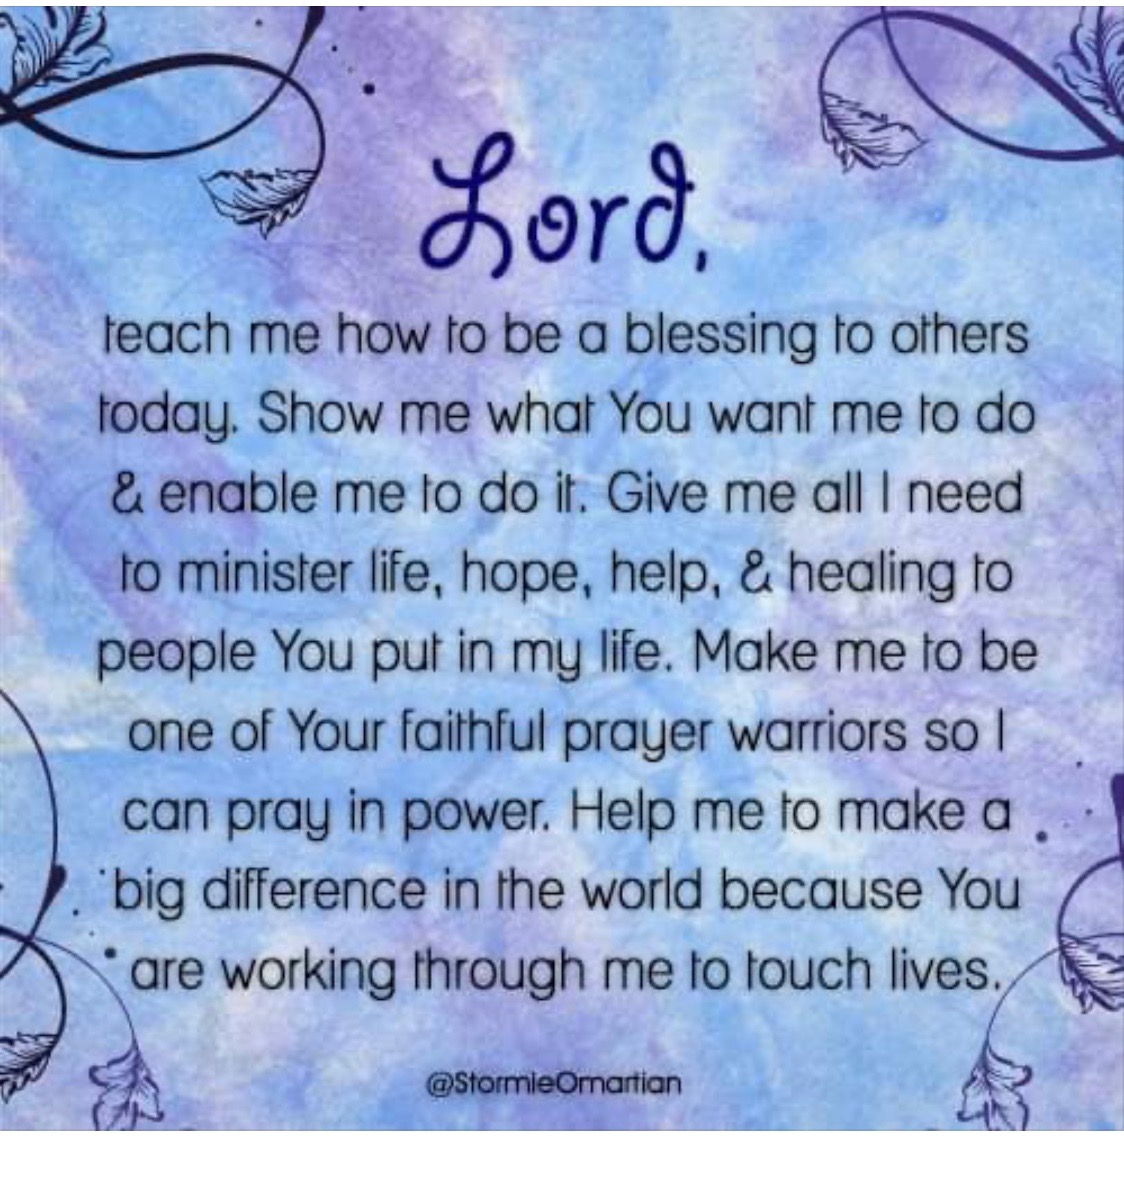 Lord,
teach me how to be a blessing to others
today. Show me what You want me to do
& enable me to do it. Give me all I need
to minister life, hope, help, & healing to
people You put in my life. Make me to be
one of Your faithful prayer warriors so I
can pray in power. Help me to make a
big difference in the world because You
are working through me to touch lives.
@StormieOmartian